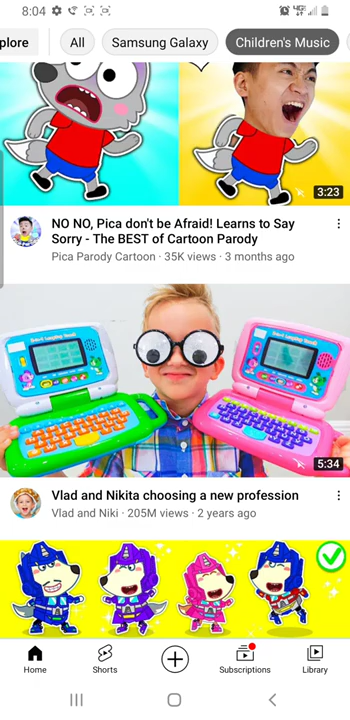 8:04
plore
All
Samsung Galaxy
Children's Music
3:23
NO NO, Pica don't be Afraid! Learns to Say
Sorry - The BEST of Cartoon Parody
Pica Parody Cartoon · 35K views · 3 months ago
5:34
Vlad and Nikita choosing a new profession
Vlad and Niki · 205M views · 2 years ago
Home
Shorts
Subscriptions
Library